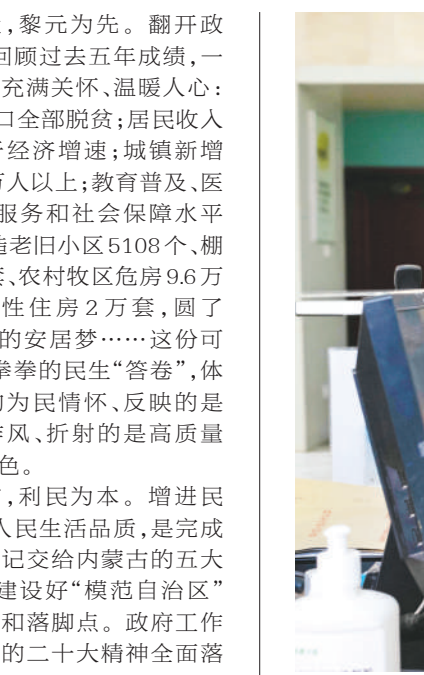 ,黎元为先。翻开政
回顾过去五年成绩,一
充满关怀、温暖人心:
口全部脱贫;居民收入
经济增速;城镇新增
万人以上;教育普及、医
服务和社会保障水平
造老旧小区5108个、棚
套、农村牧区危房9.6万
性住房2万套,圆了
的安居梦……这份可
拳拳的民生“答卷”,体
的为民情怀、反映的是
作风、折射的是高质量
色。
,利民为本。增进民
人民生活品质,是完成
记交给内蒙古的五大
建设好“模范自治区”
和落脚点。政府工作
的二十大精神全面落